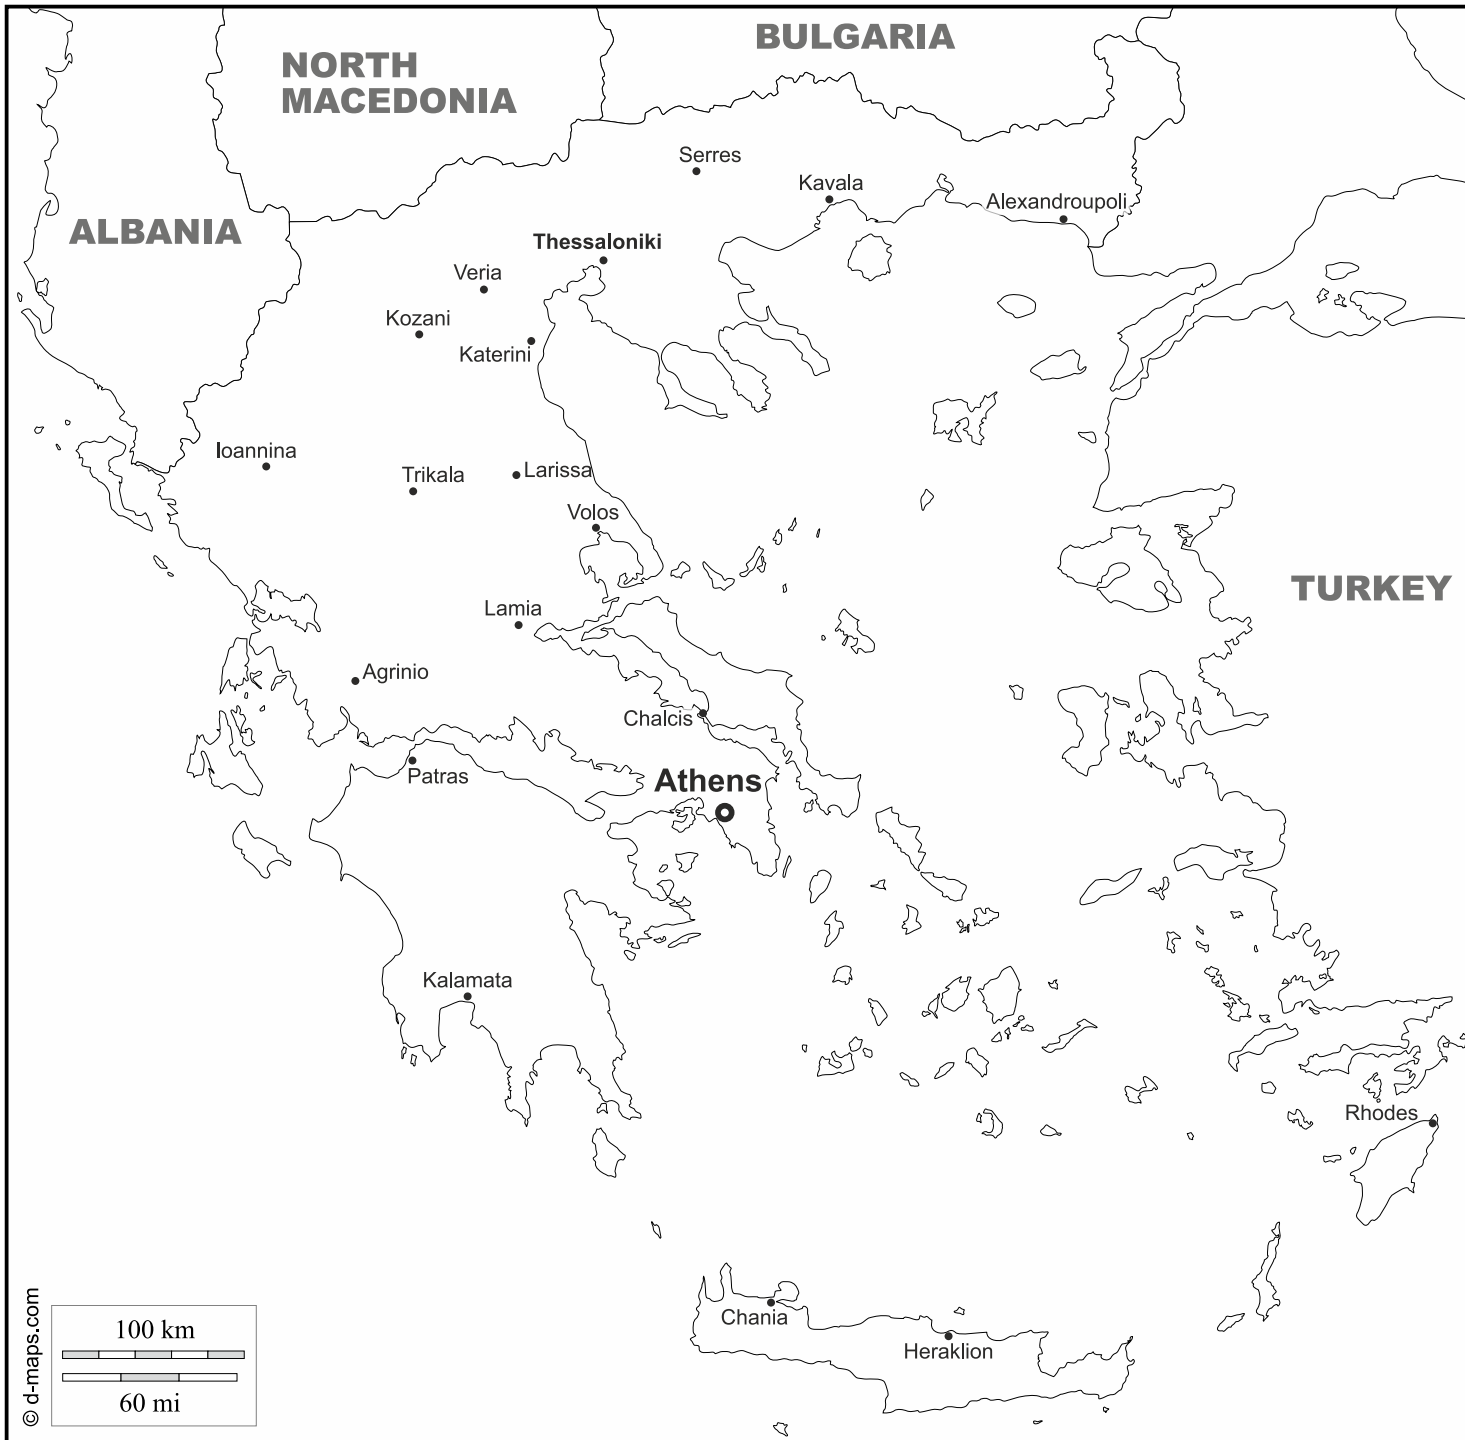 BULGARIA
NORTH
MACEDONIA
Serres
Kavala
Alexandroupoli
ALBANIA
Thessaloniki
Veria
Kozani
Katerini
Ioannina
Trikala
Larissa
Volos
TURKEY
Lamia
Agrinio
Chalcis
Patras
Athens
Kalamata
Rhodes
Chania
Heraklion
100 km
60 mi
© d-maps.com